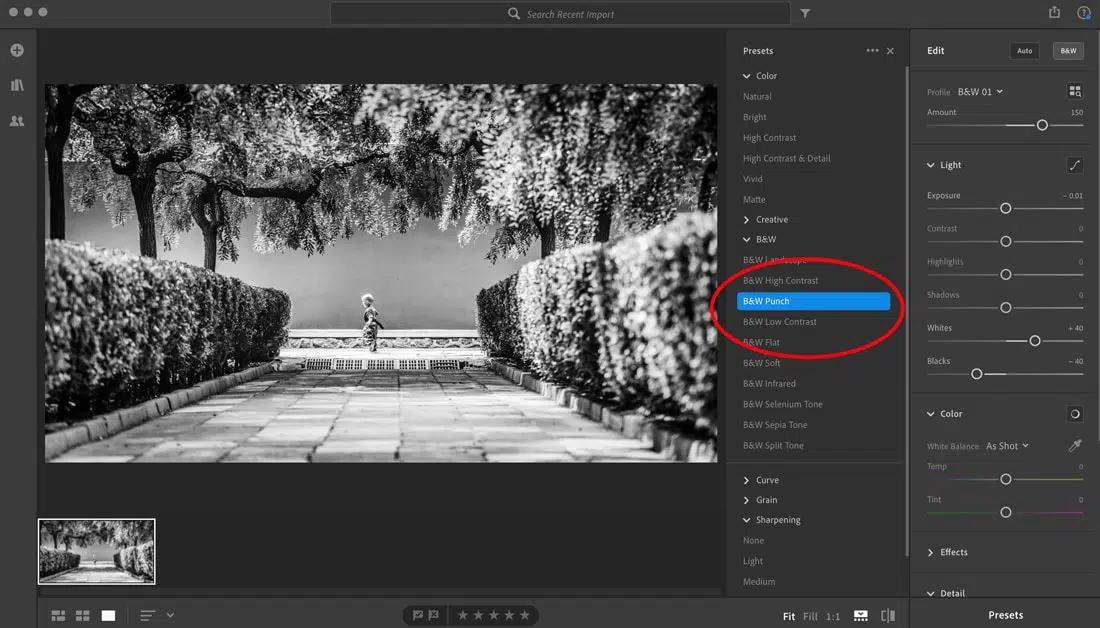 Search Recent Import
Presets
Color
Natural
Bright
High Contrast
High Contrast & Detail
Vivid
Matte
Creative
B&W
B&W Landscape
B&W High Contrast
B&W Punch
B&W Low Contrast
B&W Flat
B&W Soft
B&W Infrared
B&W Selenium Tone
B&W Sepia Tone
B&W Split Tone
Curve
Grain
Sharpening
None
Light
Medium
Edit Auto B&W
Profile B&W 01
Amount 150
Light
Exposure − 0.01
Contrast 0
Highlights 0
Shadows 0
Whites + 40
Blacks − 40
Color
White Balance As Shot
Temp 0
Tint 0
Effects
Detail
Fit Fill 1:1
Presets